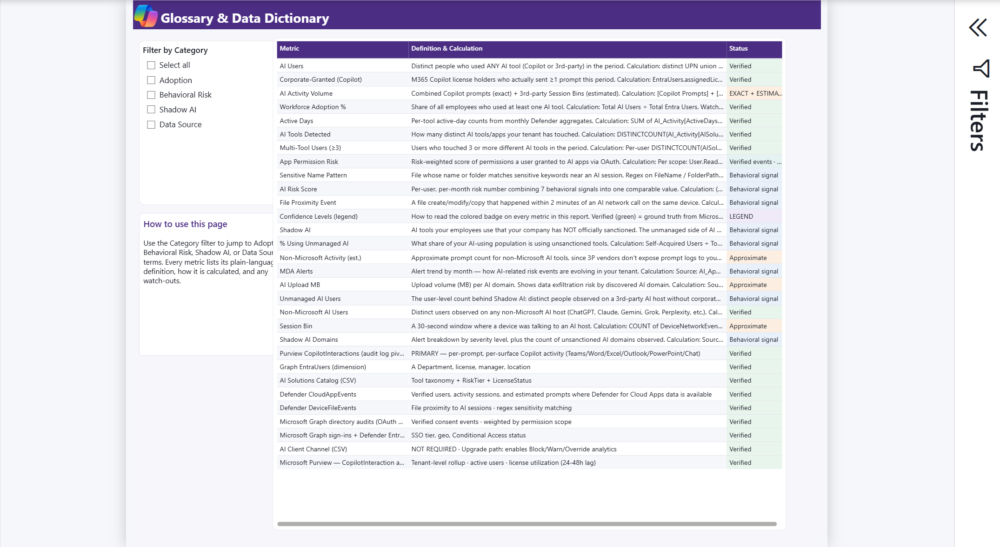 Glossary & Data Dictionary
Filter by Category
Select all
Adoption
Behavioral Risk
Shadow AI
Data Source
How to use this page
Use the Category filter to jump to Adopt
Behavioral Risk, Shadow AI, or Data Sour
terms. Every metric lists its plain-languag
definition, how it is calculated, and any
watch-outs.
Metric Definition & Calculation Status
AI Users Distinct people who used ANY AI tool (Copilot or 3rd-party) in the period. Calculation: distinct UPN union ... Verified
Corporate-Granted (Copilot) M365 Copilot license holders who actually sent ≥1 prompt this period. Calculation: EntraUsers.assignedLic... Verified
AI Activity Volume Combined Copilot prompts (exact) + 3rd-party Session Bins (estimated). Calculation: [Copilot Prompts] + [... EXACT + ESTIMA...
Workforce Adoption % Share of all employees who used at least one AI tool. Calculation: Total AI Users ÷ Total Entra Users. Watch... Verified
Active Days Per-tool active-day counts from monthly Defender aggregates. Calculation: SUM of AI_Activity[ActiveDays... Verified
AI Tools Detected How many distinct AI tools/apps your tenant has touched. Calculation: DISTINCTCOUNT(AI_Activity[AISolu... Verified
Multi-Tool Users (≥3) Users who touched 3 or more different AI tools in the period. Calculation: Per-user DISTINCTCOUNT(AISol... Verified
App Permission Risk Risk-weighted score of permissions a user granted to AI apps via OAuth. Calculation: Per scope: User.Read... Verified events · ...
Sensitive Name Pattern File whose name or folder matches sensitive keywords near an AI session. Regex on FileName / FolderPath... Behavioral signal
AI Risk Score Per-user, per-month risk number combining 7 behavioral signals into one comparable value. Calculation: (... Behavioral signal
File Proximity Event A file create/modify/copy that happened within 2 minutes of an AI network call on the same device. Calcul... Behavioral signal
Confidence Levels (legend) How to read the colored badge on every metric in this report. Verified (green) = ground truth from Micros... LEGEND
Shadow AI AI tools your employees use that your company has NOT officially sanctioned. The unmanaged side of AI ... Behavioral signal
% Using Unmanaged AI What share of your AI-using population is using unsanctioned tools. Calculation: Self-Acquired Users ÷ To... Behavioral signal
Non-Microsoft Activity (est.) Approximate prompt count for non-Microsoft AI tools, since 3P vendors don't expose prompt logs to you... Approximate
MDA Alerts Alert trend by month — how AI-related risk events are evolving in your tenant. Calculation: Source: AI_Ap... Behavioral signal
AI Upload MB Upload volume (MB) per AI domain. Shows data exfiltration risk by discovered AI domain. Calculation: Sou... Approximate
Unmanaged AI Users The user-level count behind Shadow AI: distinct people observed on a 3rd-party AI host without corporat... Behavioral signal
Non-Microsoft AI Users Distinct users observed on any non-Microsoft AI host (ChatGPT, Claude, Gemini, Grok, Perplexity, etc.). Cal... Verified
Session Bin A 30-second window where a device was talking to an AI host. Calculation: COUNT of DeviceNetworkEven... Approximate
Shadow AI Domains Alert breakdown by severity level, plus the count of unsanctioned AI domains observed. Calculation: Sourc... Behavioral signal
Purview CopilotInteractions (audit log piv... PRIMARY — per-prompt, per-surface Copilot activity (Teams/Word/Excel/Outlook/PowerPoint/Chat) Verified
Graph EntraUsers (dimension) A Department, license, manager, location Verified
AI Solutions Catalog (CSV) Tool taxonomy + RiskTier + LicenseStatus Verified
Defender CloudAppEvents Verified users, activity sessions, and estimated prompts where Defender for Cloud Apps data is available Verified
Defender DeviceFileEvents File proximity to AI sessions · regex sensitivity matching Verified
Microsoft Graph directory audits (OAuth ... Verified consent events · weighted by permission scope Verified
Microsoft Graph sign-ins + Defender Entr... SSO tier, geo, Conditional Access status Verified
AI Client Channel (CSV) NOT REQUIRED · Upgrade path: enables Block/Warn/Override analytics Verified
Microsoft Purview — CopilotInteraction a... Tenant-level rollup · active users · license utilization (24-48h lag) Verified
Filters